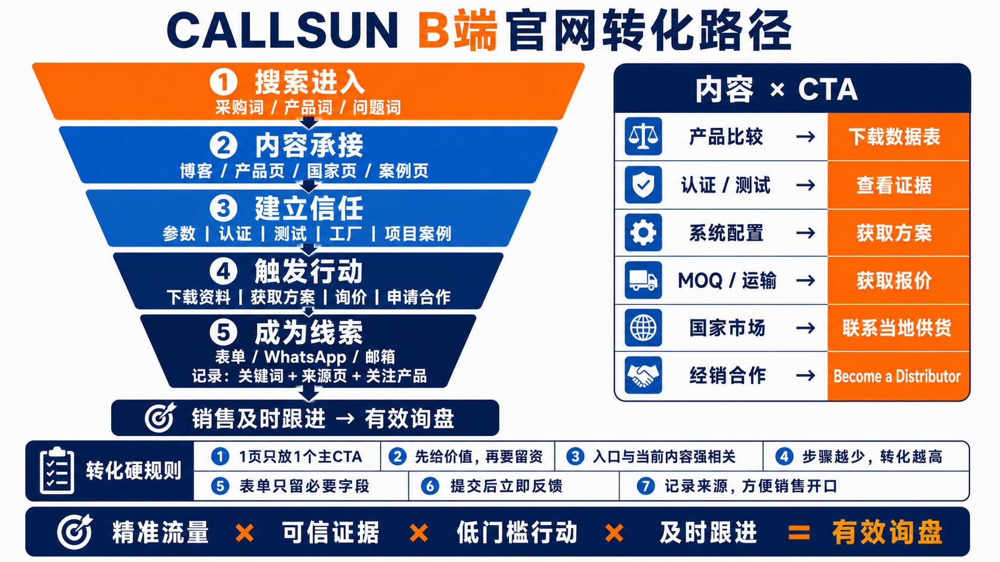 CALLSUN B端官网转化路径
1 搜索进入
采购词 / 产品词 / 问题词
2 内容承接
博客 / 产品页 / 国家页 / 案例页
3 建立信任
参数 | 认证 | 测试 | 工厂 | 项目案例
4 触发行动
下载资料 | 获取方案 | 询价 | 申请合作
5 成为线索
表单 / WhatsApp / 邮箱
记录：关键词 + 来源页 + 关注产品
销售及时跟进 → 有效询盘
内容 × CTA
产品比较 → 下载数据表
认证 / 测试 → 查看证据
系统配置 → 获取方案
MOQ / 运输 → 获取报价
国家市场 → 联系当地供货
经销合作 → Become a Distributor
转化硬规则
1 1页只放1个主CTA
2 先给价值，再要留资
3 入口与当前内容强相关
4 步骤越少，转化越高
5 表单只留必要字段
6 提交后立即反馈
7 记录来源，方便销售开口
精准流量 × 可信证据 × 低门槛行动 × 及时跟进 = 有效询盘